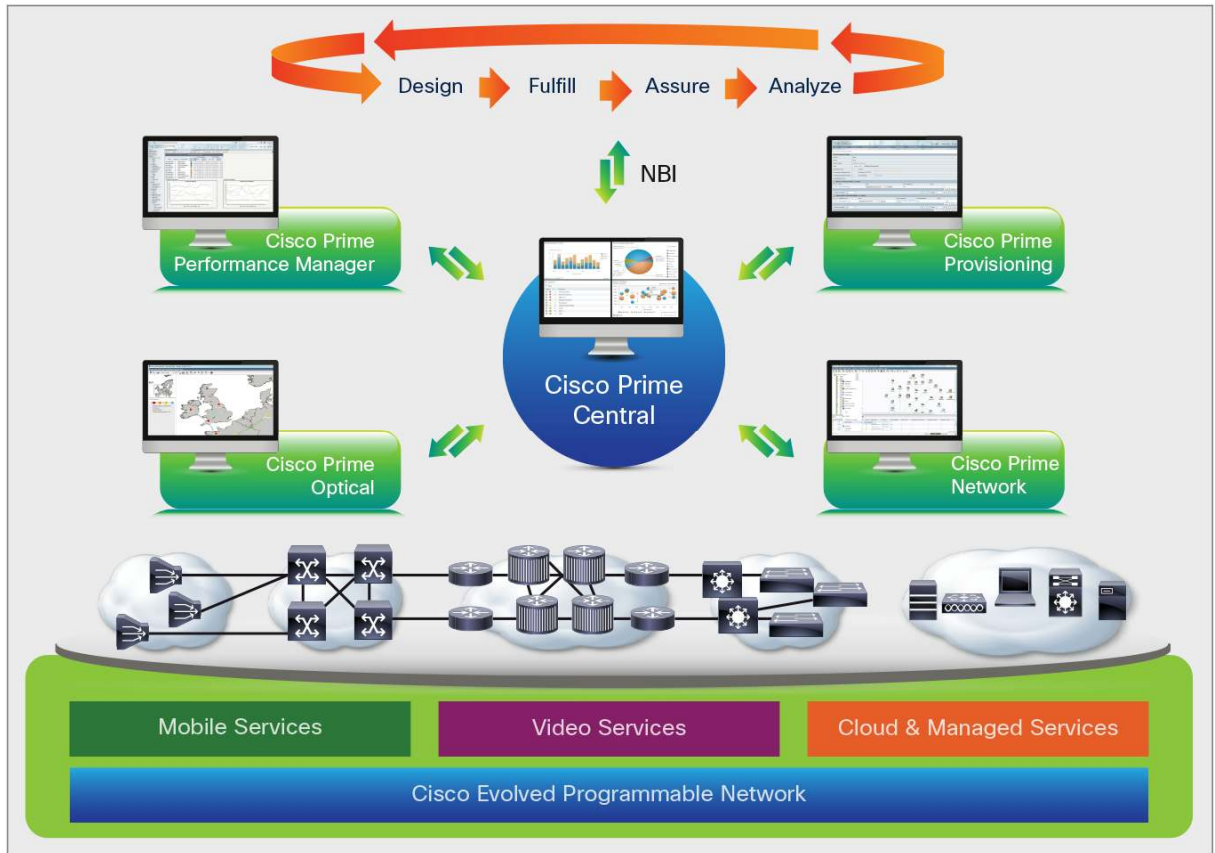 Design
Fulfill
Assure
Analyze
NBI
Cisco Prime
Performance Manager
Cisco Prime
Provisioning
Cisco Prime
Central
Cisco Prime
Optical
Cisco Prime
Network
Mobile Services
Video Services
Cloud & Managed Services
Cisco Evolved Programmable Network